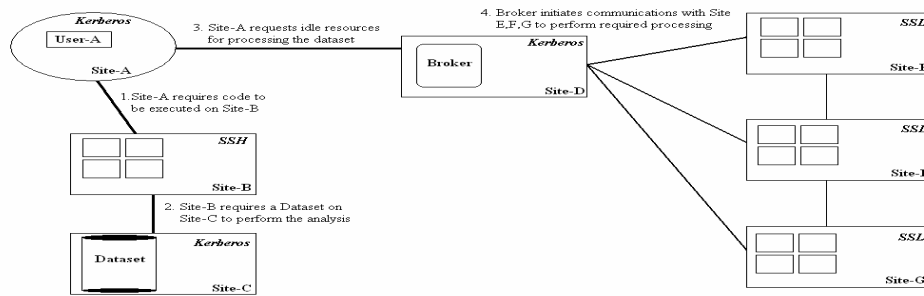 Kerberos
User-A
Site-A
3. Site-A requests idle resources
for processing the dataset
4. Broker initiates communications with Site
E,F,G to perform required processing
Kerberos
Broker
Site-D
1.Site-A requires code to
be executed on Site-B
SSH
Site-B
2. Site-B requires a Dataset on
Site-C to perform the analysis
Kerberos
Dataset
Site-C
SSL
SSL
SSL
Site-G